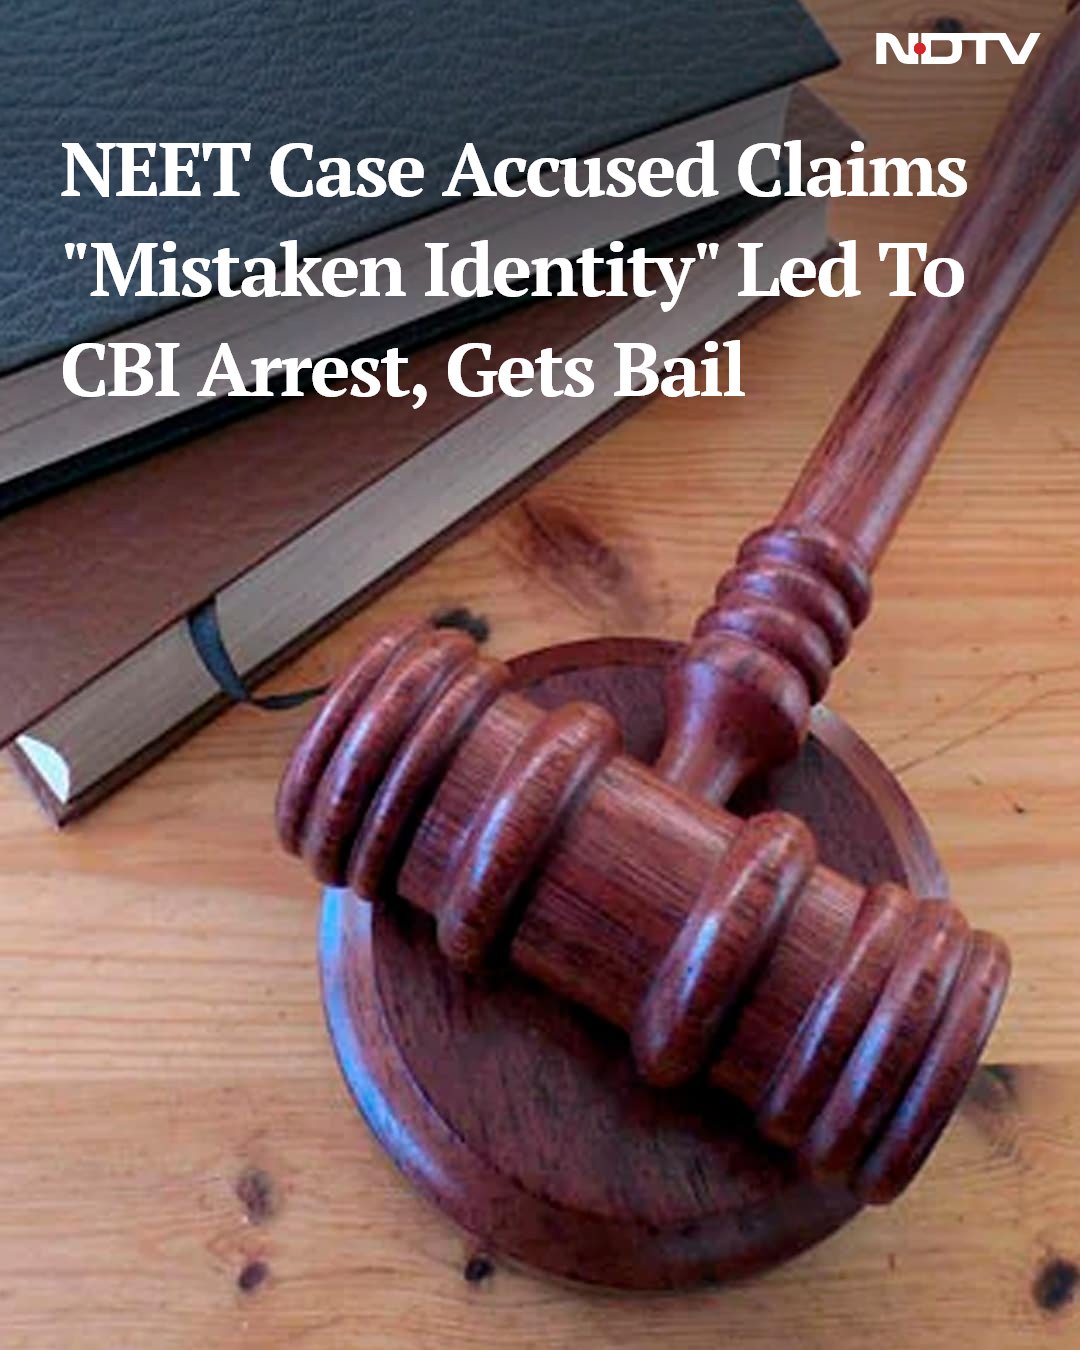 NDTV
NEET Case Accused Claims
"Mistaken Identity" Led To
CBI Arrest, Gets Bail